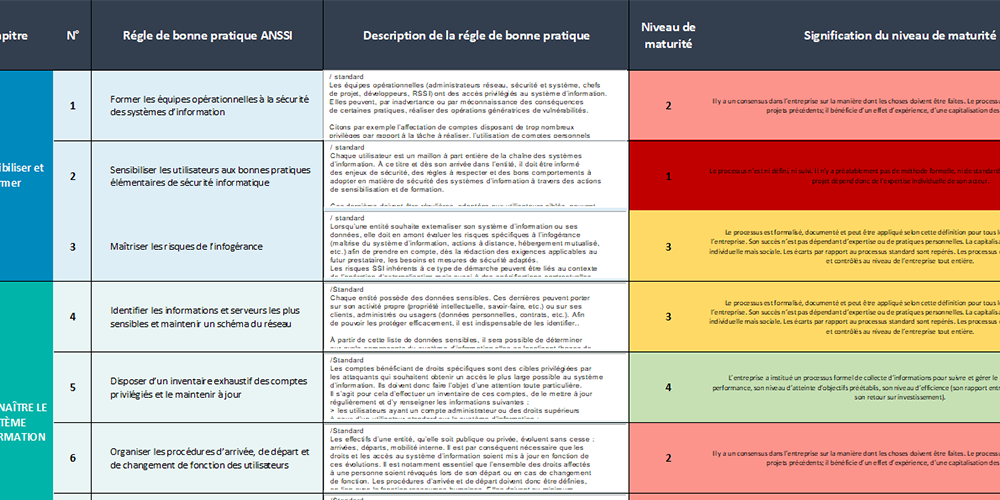 pitre
N°
Régle de bonne pratique ANSSI
Description de la régle de bonne pratique
Niveau de
maturité
Signification du niveau de maturité
ibiliser et
rmer
1
Former les équipes opérationnelles à la sécurité
des systèmes d'information
/ standard
Les équipes opérationnelles (administrateurs réseau, sécurité et système, chefs
de projet, développeurs, RSSI) ont des accès privilégiés au système d'information.
Elles peuvent, par inadvertance ou par méconnaissance des conséquences
de certaines pratiques, réaliser des opérations génératrices de vulnérabilités.
Citons par exemple l'affectation de comptes disposant de trop nombreux
privilèges par rapport à la tâche à réaliser, l'utilisation de comptes personnels
2
Il y a un consensus dans l'entreprise sur la manière dont les choses doivent être faites. Le process
projets précédents; il bénéficie d'un effet d'expérience, d'une capitalisation des
2
Sensibiliser les utilisateurs aux bonnes pratiques
élémentaires de sécurité informatique
/ standard
Chaque utilisateur est un maillon à part entière de la chaîne des systèmes
d'information. À ce titre et dès son arrivée dans l'entité, il doit être informé
des enjeux de sécurité, des règles à respecter et des bons comportements à
adopter en matière de sécurité des systèmes d'information à travers des actions
de sensibilisation et de formation.
1
Le processus n'est ni défini, ni suivi, il n'y a préalablement pas de méthode formelle, ni de standard
projet dépend donc de l'expertise individuelle de son acteur.
3
Maîtriser les risques de l'infogérance
/ standard
Lorsqu'une entité souhaite externaliser son système d'information ou ses
données, elle doit en amont évaluer les risques spécifiques à l'infogérance
(maîtrise du système d'information, actions à distance, hébergement mutualisé,
etc.) afin de prendre en compte, dès la rédaction des exigences applicables au
futur prestataire, les besoins et mesures de sécurité adaptés.
Les risques SSI inhérents à ce type de démarche peuvent être liés au contexte
3
Le processus est formalisé, documenté et peut être appliqué selon cette définition pour tous le
l'entreprise. Son succès n'est pas dépendant d'expertise ou de pratiques personnelles. La capitalisa
individuelle mais sociale. Les écarts par rapport au processus standard sont repérés. Le processus
et contrôlés au niveau de l'entreprise tout entière.
NAÎTRE LE
TÈME
RMATION
4
Identifier les informations et serveurs les plus
sensibles et maintenir un schéma du réseau
/Standard
Chaque entité possède des données sensibles. Ces dernières peuvent porter
sur son activité propre (propriété intellectuelle, savoir-faire, etc.) ou sur ses
clients, administrés ou usagers (données personnelles, contrats, etc.). Afin
de pouvoir les protéger efficacement, il est indispensable de les identifier..
À partir de cette liste de données sensibles, il sera possible de déterminer
3
Le processus est formalisé, documenté et peut être appliqué selon cette définition pour tous le
l'entreprise. Son succès n'est pas dépendant d'expertise ou de pratiques personnelles. La capitalisa
individuelle mais sociale. Les écarts par rapport au processus standard sont repérés. Le processus
et contrôlés au niveau de l'entreprise tout entière.
5
Disposer d'un inventaire exhaustif des comptes
privilégiés et le maintenir à jour
/Standard
Les comptes bénéficiant de droits spécifiques sont des cibles privilégiées par
les attaquants qui souhaitent obtenir un accès le plus large possible au système
d'information. Ils doivent donc faire l'objet d'une attention toute particulière.
Il s'agit pour cela d'effectuer un inventaire de ces comptes, de le mettre à jour
régulièrement et d'y renseigner les informations suivantes :
> les utilisateurs ayant un compte administrateur ou des droits supérieurs
4
L'entreprise a institué un processus formel de collecte d'informations pour suivre et gérer le
performance, son niveau d'atteinte d'objectifs préétablis, son niveau d'efficience (son rapport entr
son retour sur investissement).
6
Organiser les procédures d'arrivée, de départ et
de changement de fonction des utilisateurs
/Standard
Les effectifs d'une entité, qu'elle soit publique ou privée, évoluent sans cesse :
arrivées, départs, mobilité interne. Il est par conséquent nécessaire que les
droits et les accès au système d'information soient mis à jour en fonction de
ces évolutions. Il est notamment essentiel que l'ensemble des droits affectés
à une personne soient révoqués lors de son départ ou en cas de changement
de fonction. Les procédures d'arrivée et de départ doivent donc être définies,
2
Il y a un consensus dans l'entreprise sur la manière dont les choses doivent être faites. Le process
projets précédents; il bénéficie d'un effet d'expérience, d'une capitalisation des
/Standard